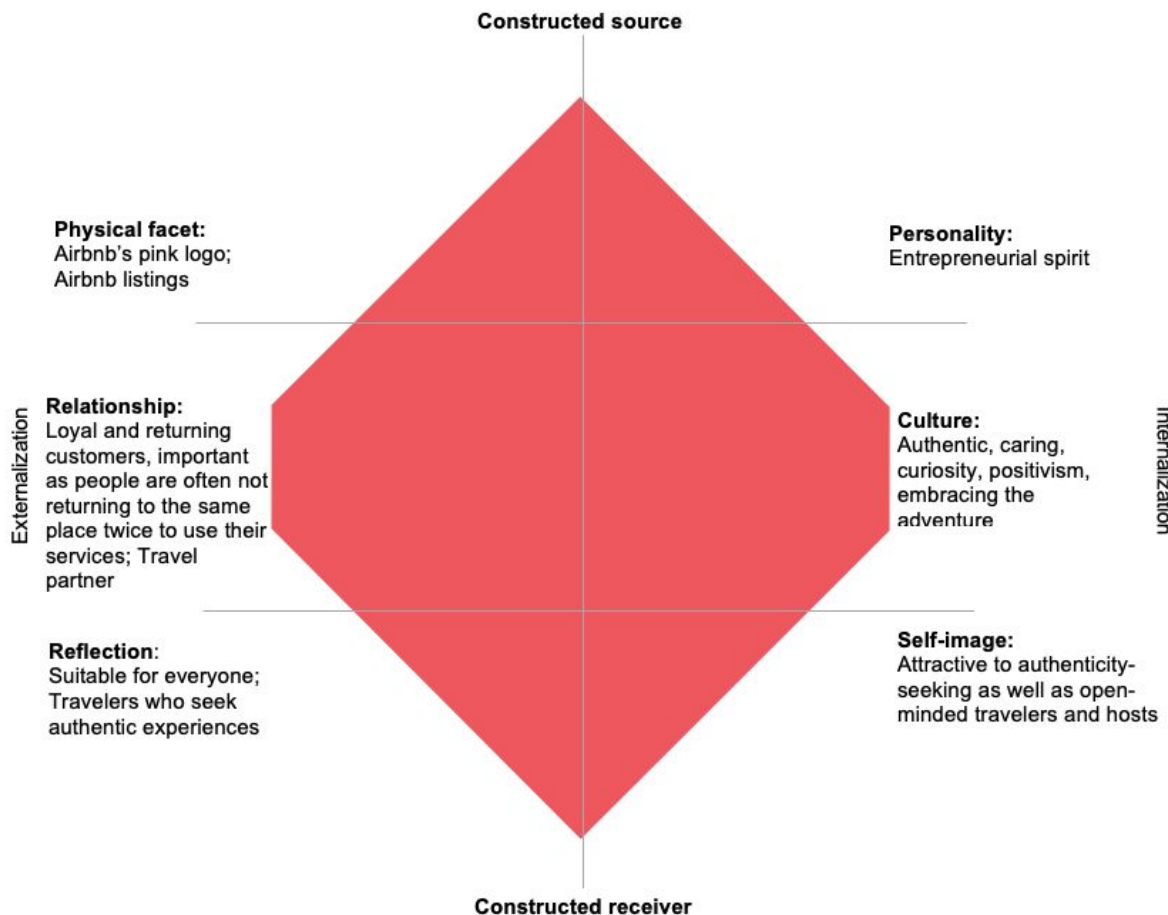 Constructed source
Physical facet:
Airbnb's pink logo;
Airbnb listings
Personality:
Entrepreneurial spirit
Externalization
Relationship:
Loyal and returning
customers, important
as people are often not
returning to the same
place twice to use their
services; Travel
partner
Culture:
Authentic, caring,
curiosity, positivism,
embracing the
adventure
Internalization
Reflection:
Suitable for everyone;
Travelers who seek
authentic experiences
Self-image:
Attractive to authenticity-
seeking as well as open-
minded travelers and hosts
Constructed receiver